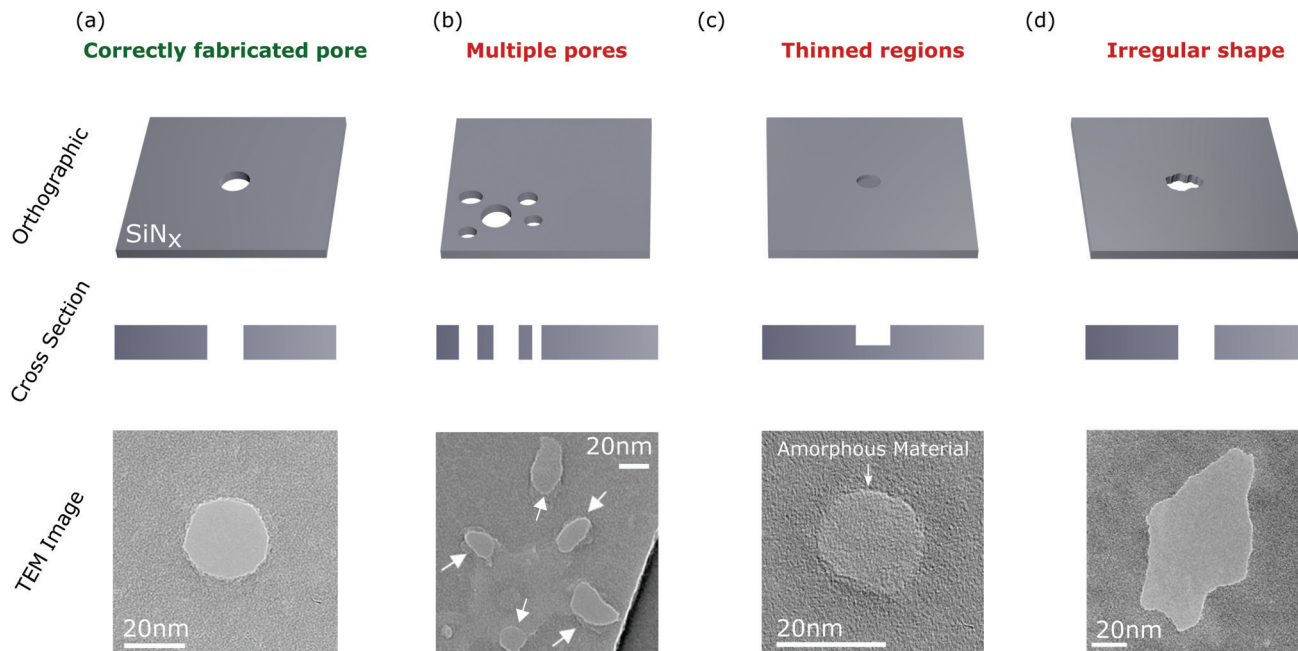 (a)
Correctly fabricated pore
(b)
Multiple pores
(c)
Thinned regions
(d)
Irregular shape
Orthographic
SiNx
Cross Section
TEM Image
20nm
20nm
Amorphous Material
20nm
20nm